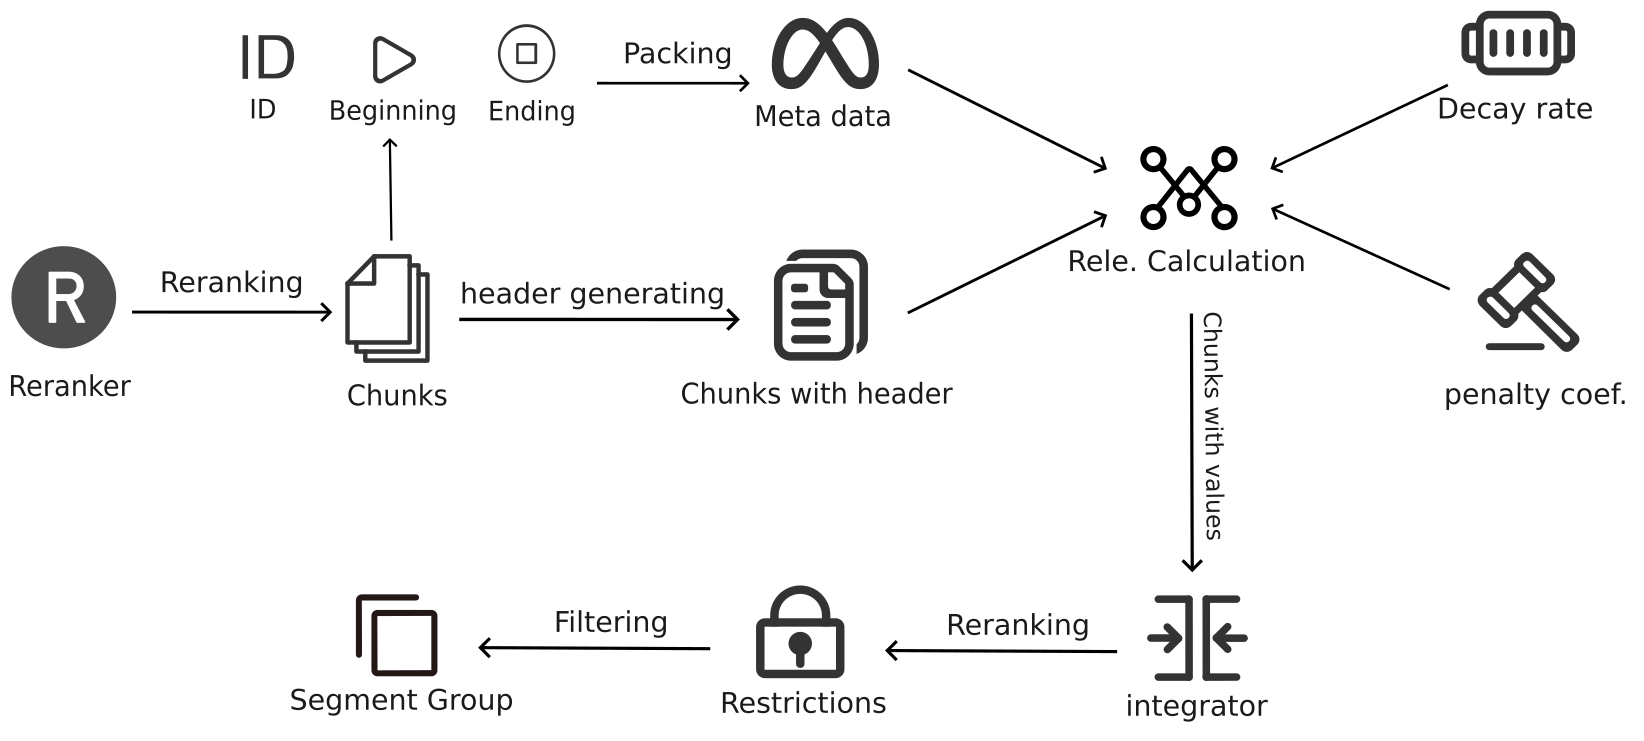 ID
ID
Beginning
Ending
Packing
Meta data
Decay rate
R
Reranker
Reranking
Chunks
header generating
Chunks with header
Rele. Calculation
penalty coef.
Chunks with values
Segment Group
Filtering
Restrictions
Reranking
integrator